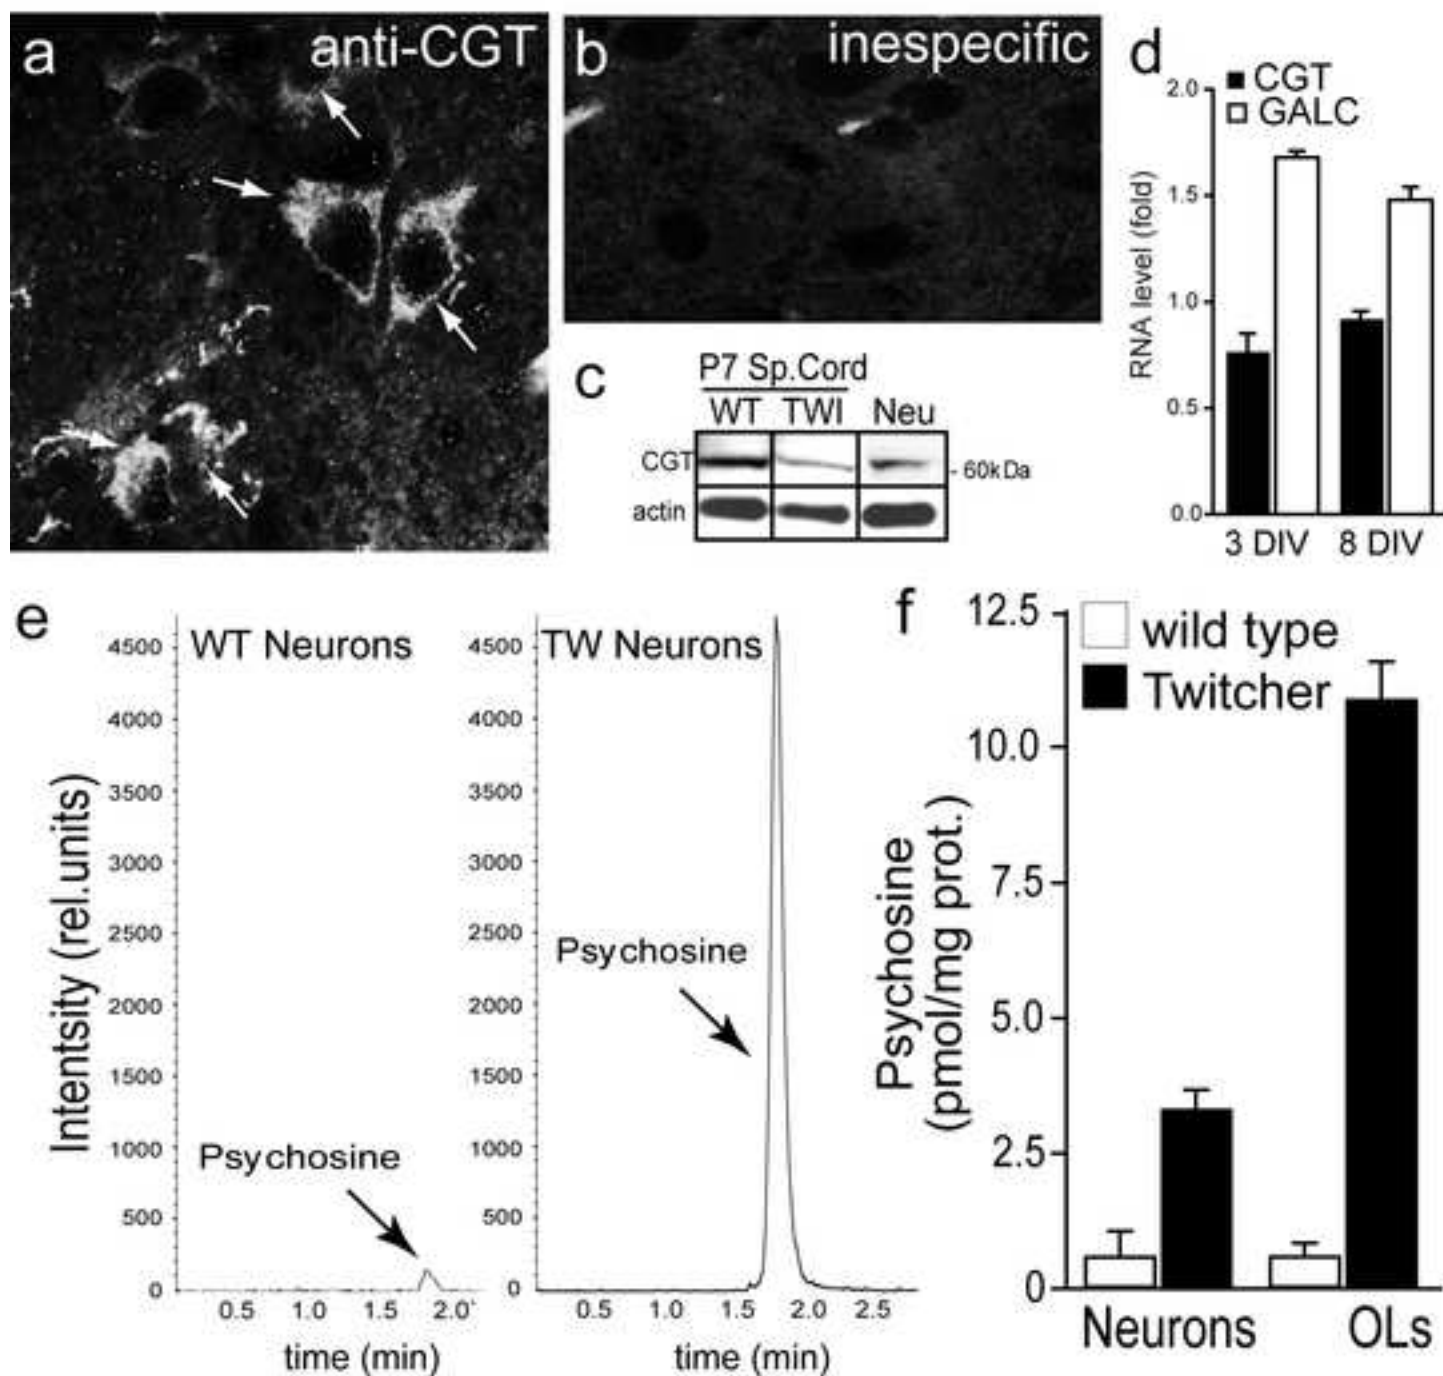 a
anti-CGT
b
inespecific
c
P7 Sp.Cord
WT TWI Neu
CGT
- 60kDa
actin
d
CGT
GALC
RNA level (fold)
2.0
1.5
1.0
0.5
0.0
3 DIV 8 DIV
e
WT Neurons
Intentsity (rel.units)
4500
4000
3500
3000
2500
2000
1500
1000
500
0
Psychosine
0.5 1.0 1.5 2.0'
time (min)
TW Neurons
4500
4000
3500
3000
2500
2000
1500
1000
500
0
Psychosine
0.5 1.0 1.5 2.0 2.5
time (min)
f
wild type
Twitcher
Psychosine
(pmol/mg prot.)
12.5
10.0
7.5
5.0
2.5
0
Neurons OLs